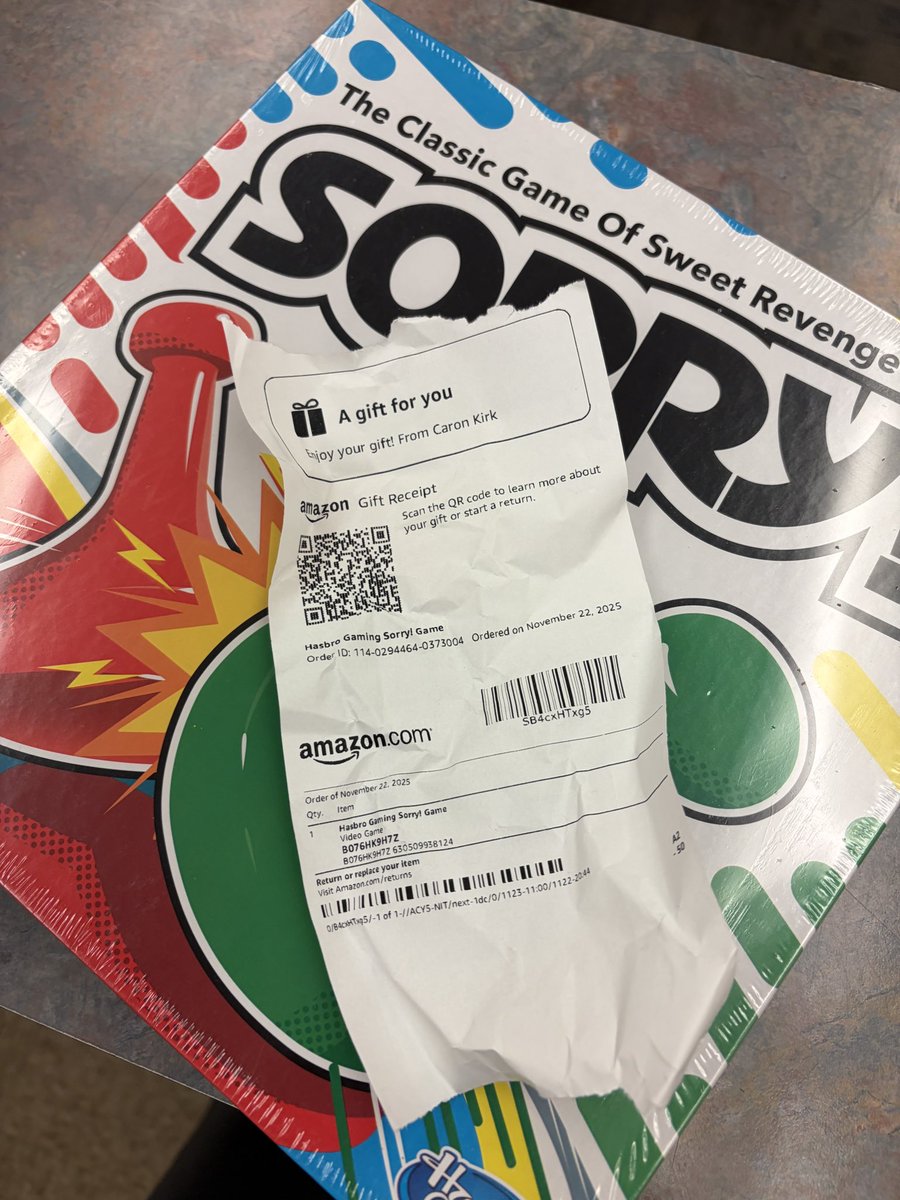 The Classic Game Of Sweet Revenge
SORRY
A gift for you
Enjoy your gift! From Caron Kirk
amazon Gift Receipt
Scan the QR code to learn more about
your gift or start a return.
Hasbro Gaming Sorry! Game
Order ID: 114-0294464-0373004 Ordered on November 22, 2025
SB4cxHTxg5
amazon.com
Order of November 22, 2025
Qty. Item
1 Hasbro Gaming Sorry! Game
Video Game
B076HK9H7Z
B076HK9H7Z 630509938124
Return or replace your item
Visit Amazon.com/returns
0/B4cxHTxg5/-1 of 1-//ACY5-NIT/next-1dc/0/1123-11:00/1122-20:44
A2
.50